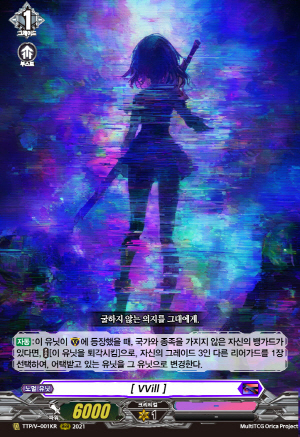 1
그레이드
부스트
굴하지 않는 의지를 그대에게.
자동:이 유닛이 V에 등장했을 때, 국가와 종족을 가지지 않은 자신의 뱅가드가
있다면, [이 유닛을 퇴각시킴]으로, 자신의 그레이드 3인 다른 리어가드를 1장
선택하여, 어택받고 있는 유닛을 그 유닛으로 변경한다.
노멀 유닛
[ VVill ]
파워 6000
크리티컬
1
TTP/V-001KR 2021
MultiTCG Orica Project